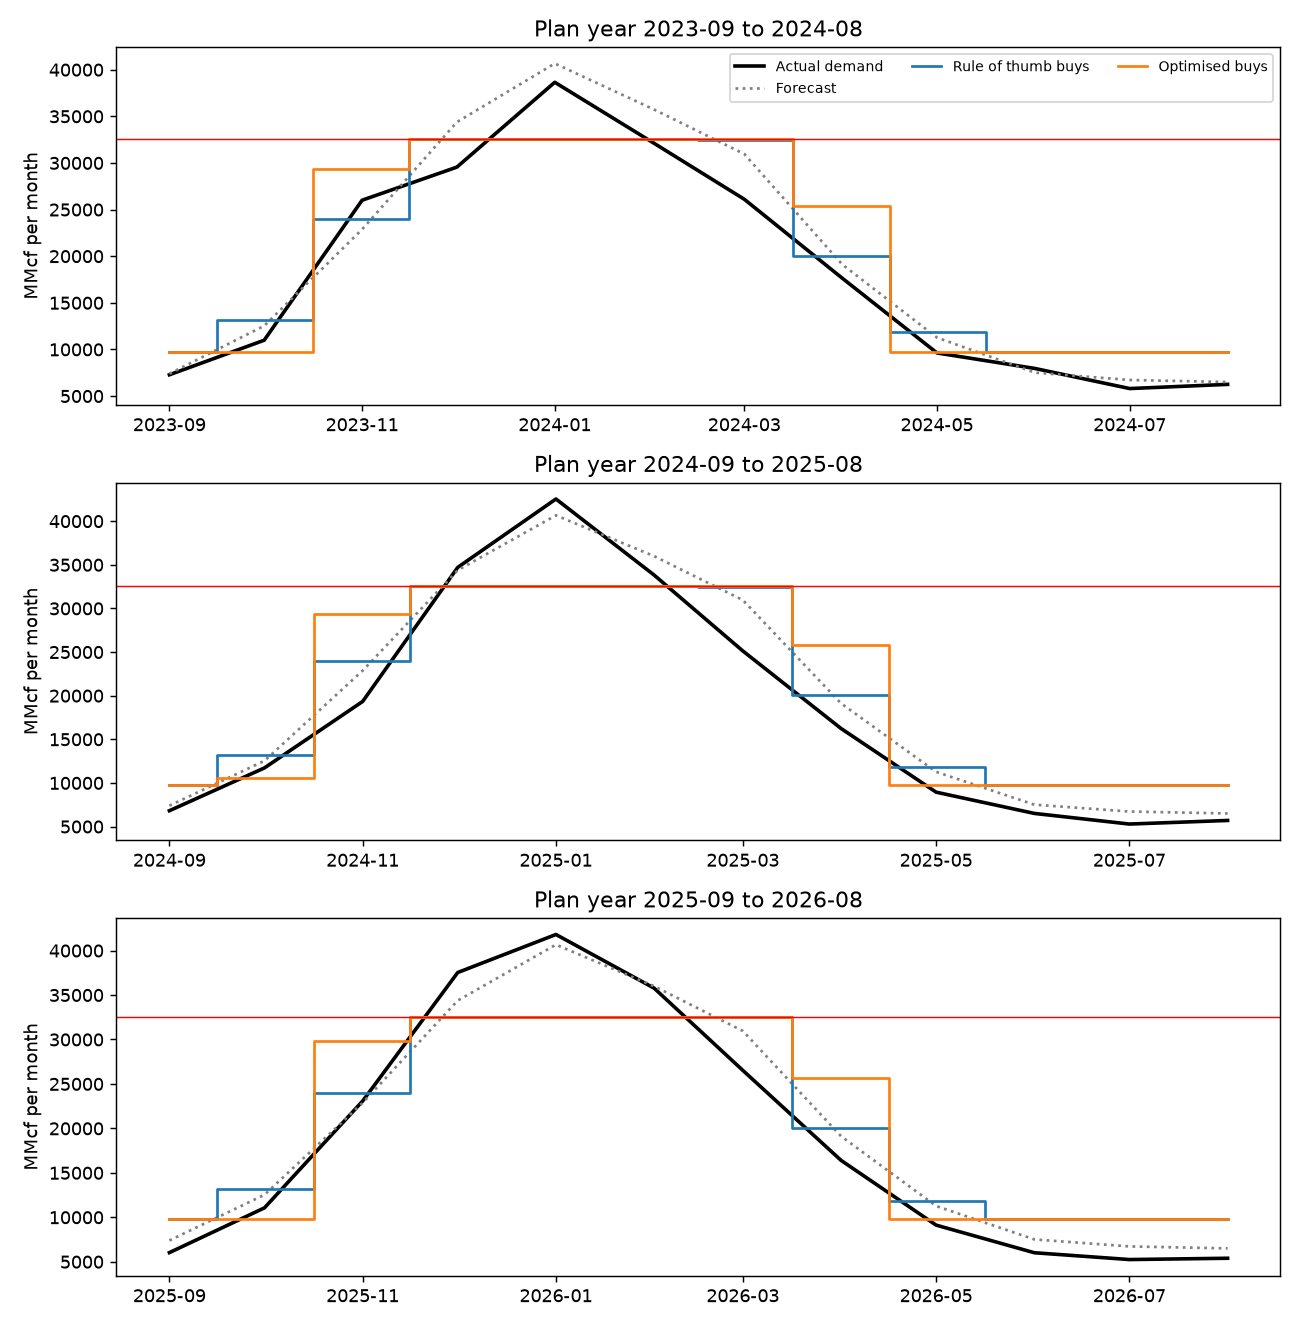 Plan year 2023-09 to 2024-08
Actual demand
Forecast
Rule of thumb buys
Optimised buys
MMcf per month
40000
35000
30000
25000
20000
15000
10000
5000
2023-09 2023-11 2024-01 2024-03 2024-05 2024-07
Plan year 2024-09 to 2025-08
MMcf per month
40000
35000
30000
25000
20000
15000
10000
5000
2024-09 2024-11 2025-01 2025-03 2025-05 2025-07
Plan year 2025-09 to 2026-08
MMcf per month
40000
35000
30000
25000
20000
15000
10000
5000
2025-09 2025-11 2026-01 2026-03 2026-05 2026-07